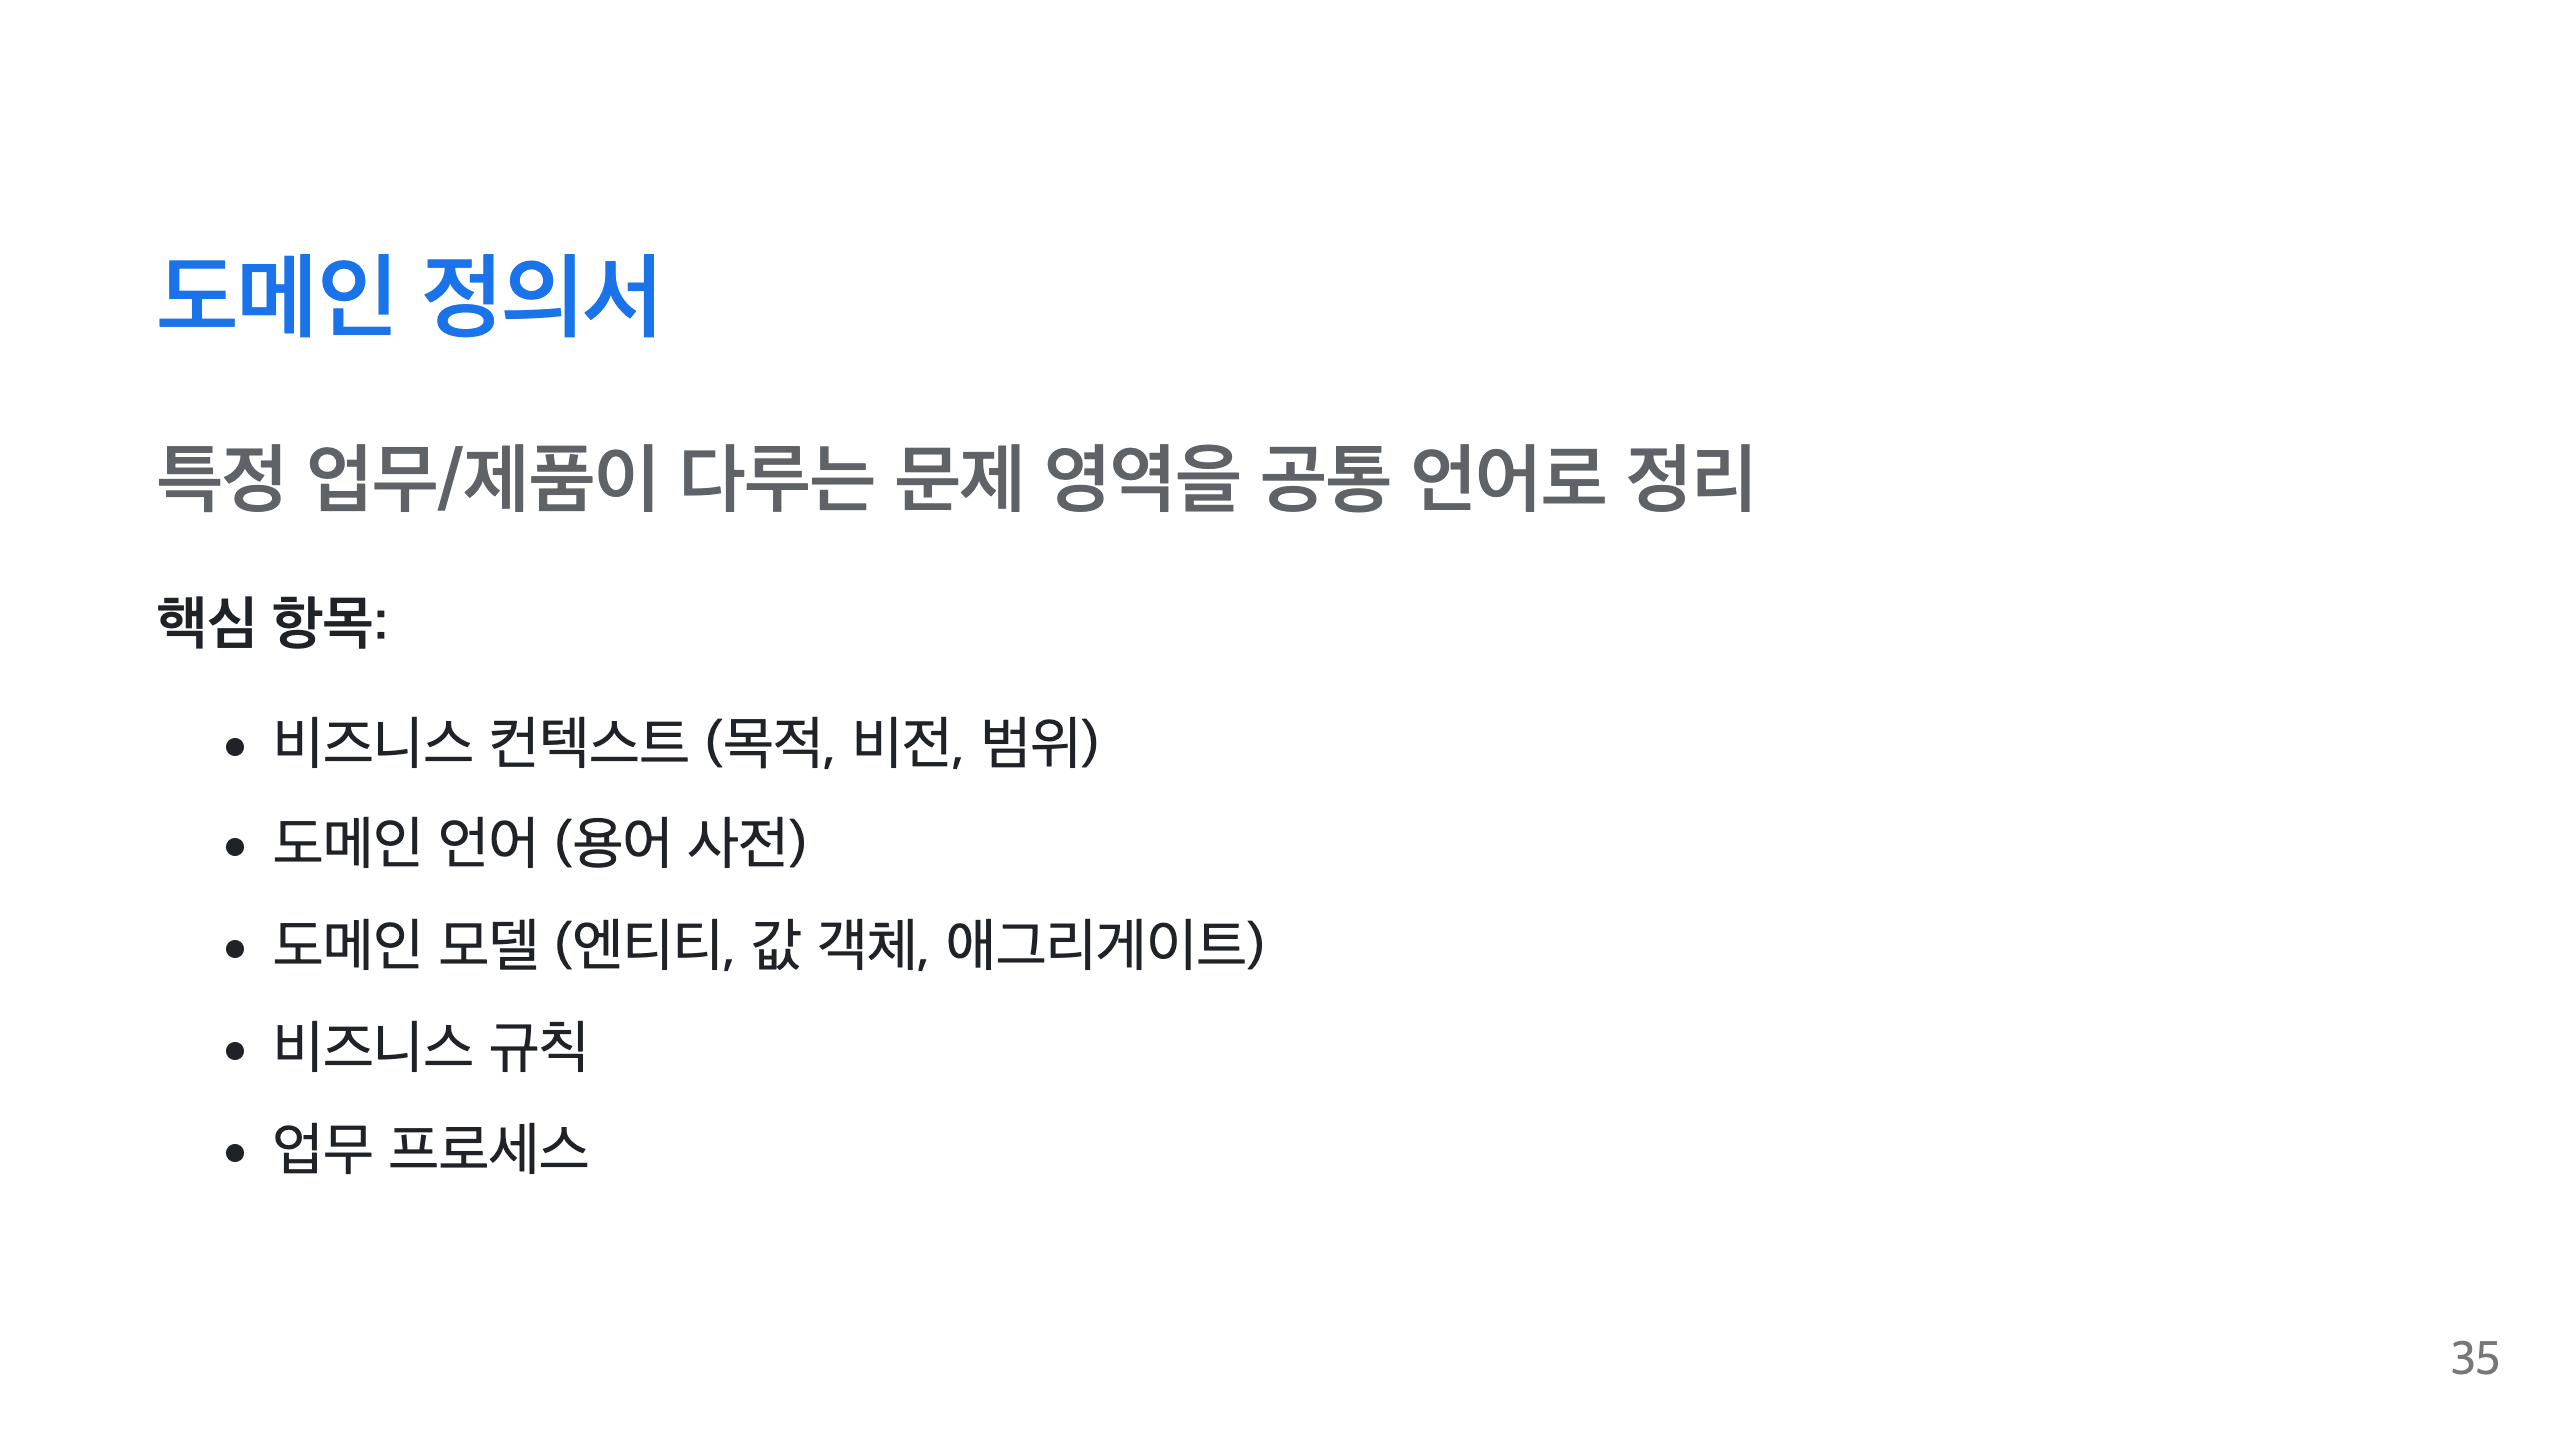 도메인 정의서
특정 업무/제품이 다루는 문제 영역을 공통 언어로 정리
핵심 항목:
• 비즈니스 컨텍스트 (목적, 비전, 범위)
• 도메인 언어 (용어 사전)
• 도메인 모델 (엔티티, 값 객체, 애그리게이트)
• 비즈니스 규칙
• 업무 프로세스
35